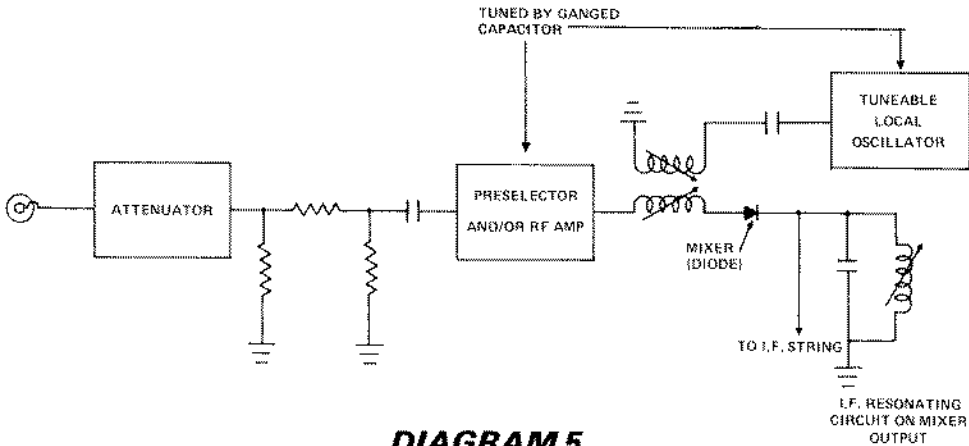 TUNED BY GANGED
CAPACITOR
TUNEABLE
LOCAL
OSCILLATOR
ATTENUATOR
PRESELECTOR
AND/OR RF AMP
MIXER
(DIODE)
TO I.F. STRING
I.F. RESONATING
CIRCUIT ON MIXER
OUTPUT
DIAGRAM 5